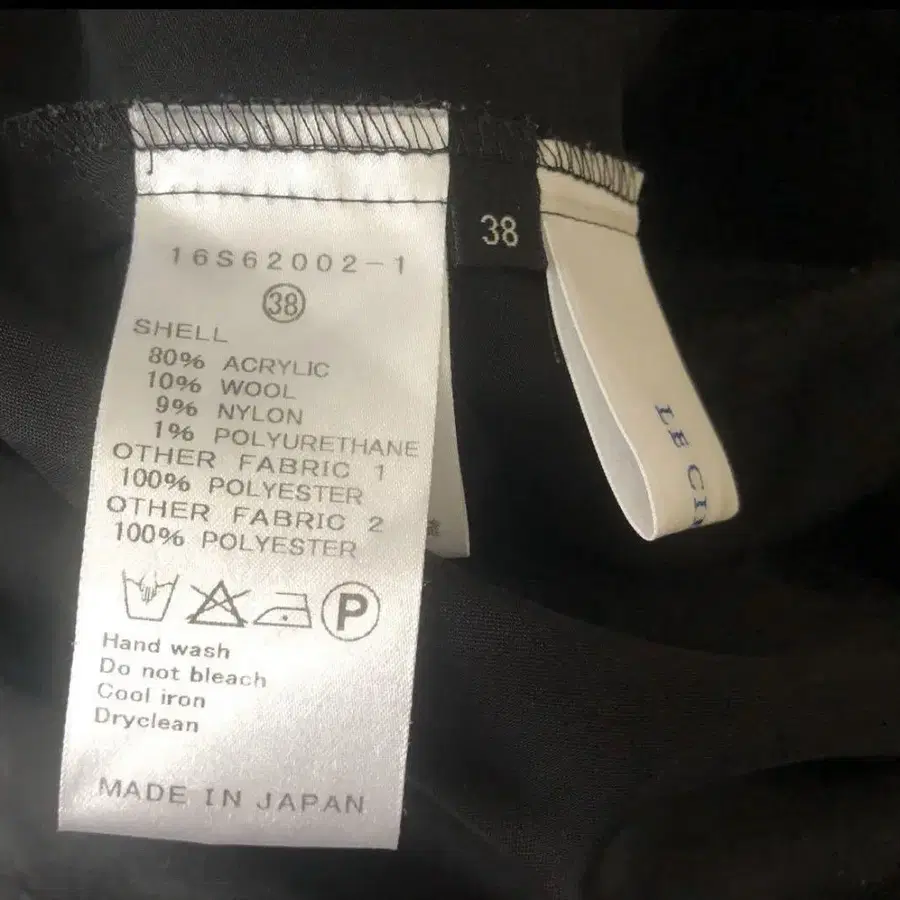 16S62002-1
38
SHELL
80% ACRYLIC
10% WOOL
9% NYLON
1% POLYURETHANE
OTHER FABRIC 1
100% POLYESTER
OTHER FABRIC 2
100% POLYESTER
P
Hand wash
Do not bleach
Cool iron
Dryclean
MADE IN JAPAN
38
LE